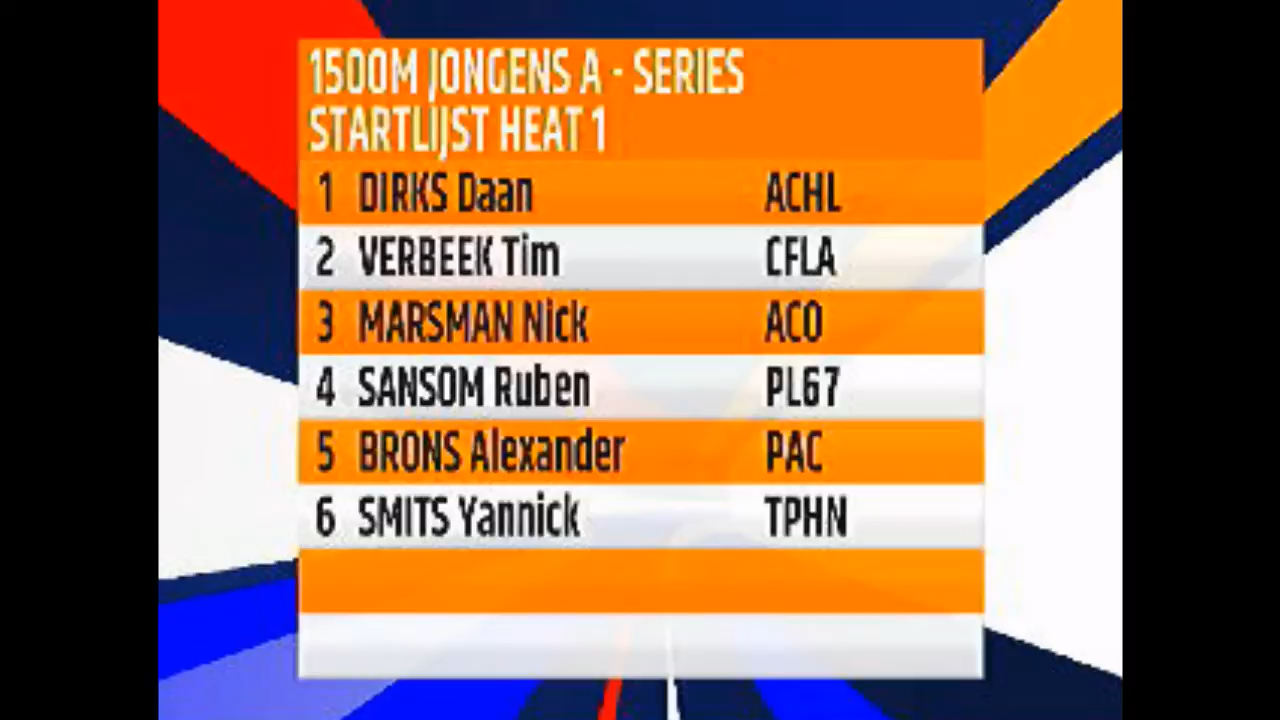 1500M JONGENS A - SERIES
STARTLIJST HEAT 1
1 DIRKS Daan ACHL
2 VERBEEK Tim CFLA
3 MARSMAN Nick ACO
4 SANSOM Ruben PL67
5 BRONS Alexander PAC
6 SMITS Yannick TPHN